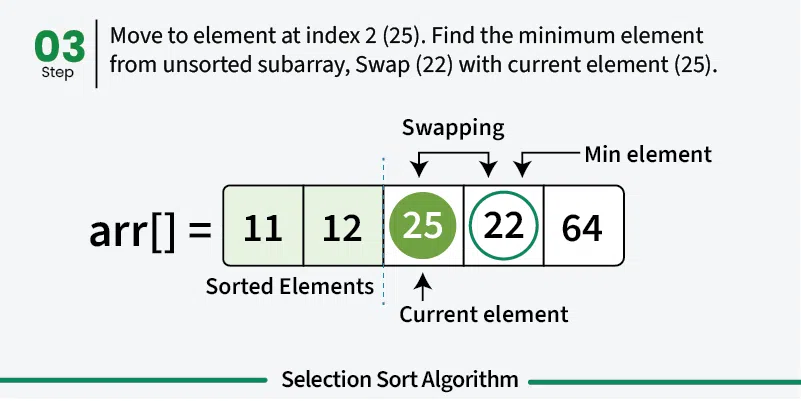 03
Step
Move to element at index 2 (25). Find the minimum element
from unsorted subarray, Swap (22) with current element (25).
Swapping
Min element
arr[] = 11 12 25 22 64
Sorted Elements
Current element
Selection Sort Algorithm